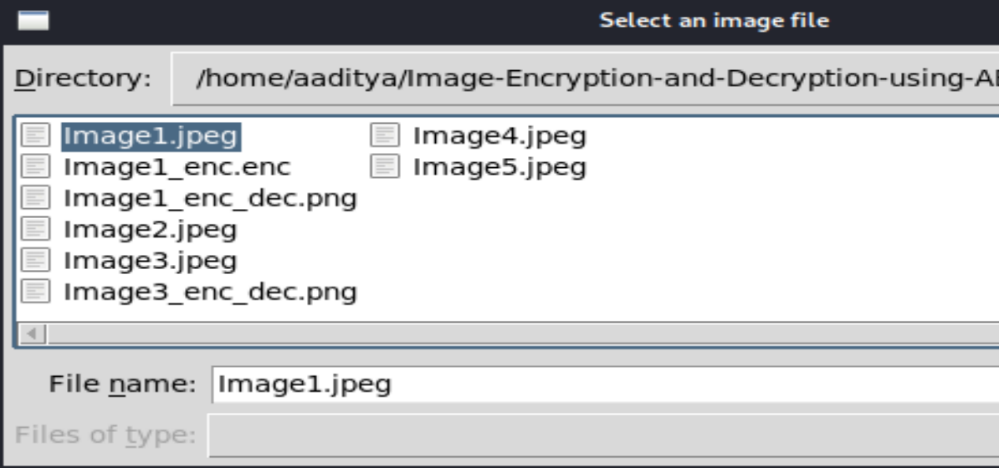 Select an image file
Directory: /home/aaditya/Image-Encryption-and-Decryption-using-A
Image1.jpeg
Image1_enc.enc
Image1_enc_dec.png
Image2.jpeg
Image3.jpeg
Image3_enc_dec.png
Image4.jpeg
Image5.jpeg
File name: Image1.jpeg
Files of type: